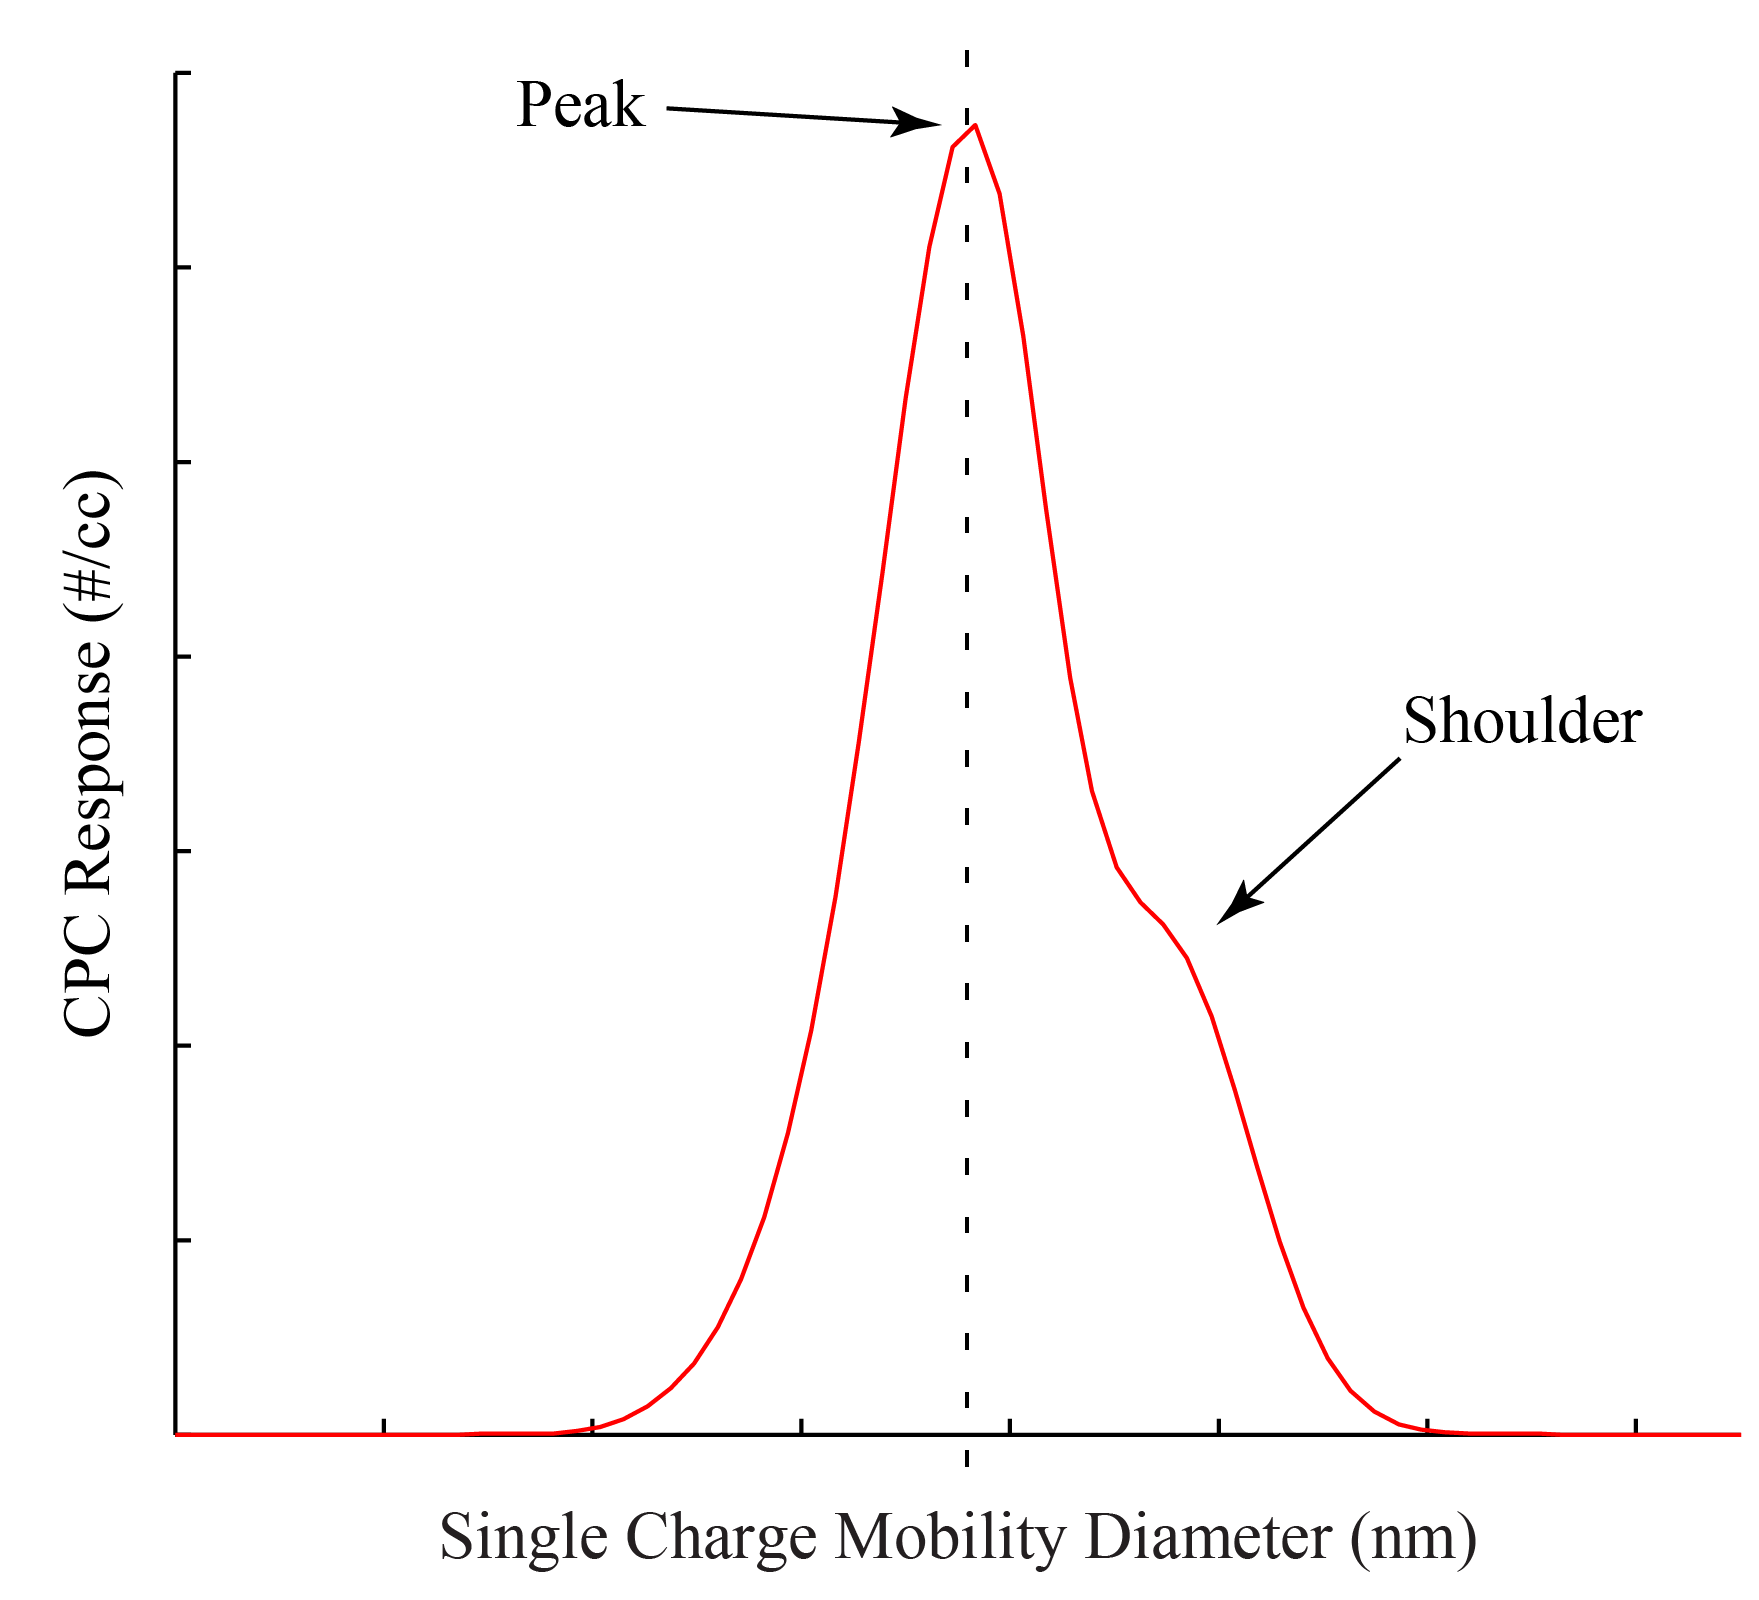 Peak
Shoulder
CPC Response (#/cc)
Single Charge Mobility Diameter (nm)